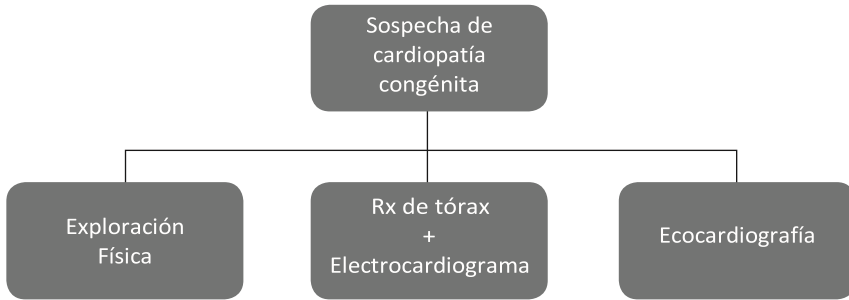 Sospecha de
cardiopatía
congénita
Exploración
Física
Rx de tórax
+
Electrocardiograma
Ecocardiografía